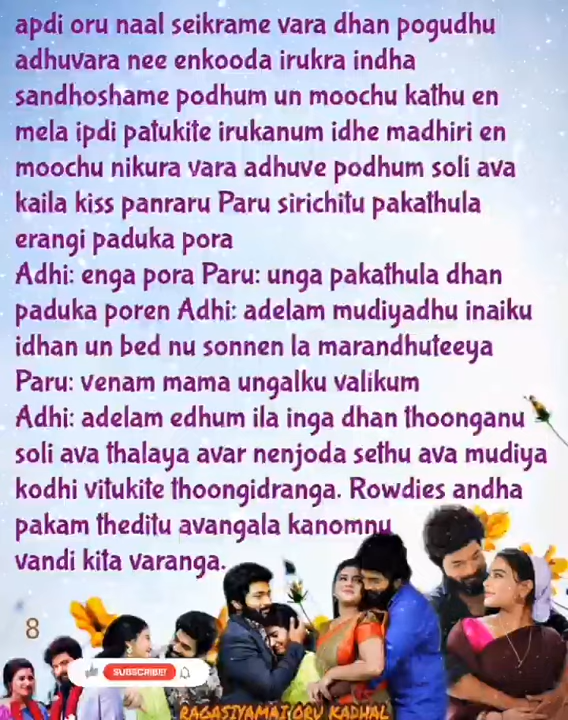 apdi oru naal seikrame vara dhan pogudhu
adhuvara nee enkooda irukra indha
sandhoshame podhum un moochu kathu en
mela ipdi patukite irukanum idhe madhiri en
moochu nikura vara adhuve podhum soli ava
kaila kiss panraru Paru sirichitu pakathula
erangi paduka pora
Adhi: enga pora Paru: unga pakathula dhan
paduka poren Adhi: adelam mudiyadhu inaiku
idhan un bed nu sonnen la marandhuteeya
Paru: venam mama ungalku valikum
Adhi: adelam edhum ila inga dhan thoonganu
soli ava thalaya avar nenjoda sethu ava mudiya
kodhi vitukite thoongidranga. Rowdies andha
pakam theditu avangala kanomnu
vandi kita varanga.
8
SUBSCRIBE!
RAGASIYAMAI ORU KADHAL